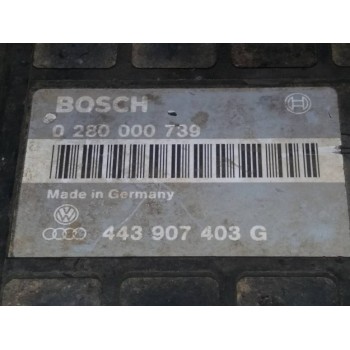 BOSCH
0 280 000 739
Made in Germany
443 907 403 G